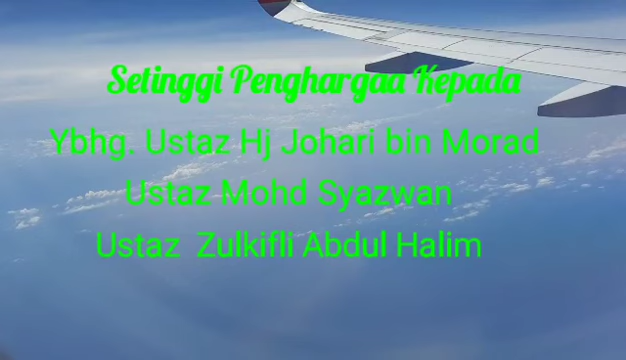 Setinggi Penghargaa Kepada
Ybhg. Ustaz Hj Johari bin Morad
Ustaz Mohd Syazwan
Ustaz Zulkifli Abdul Halim